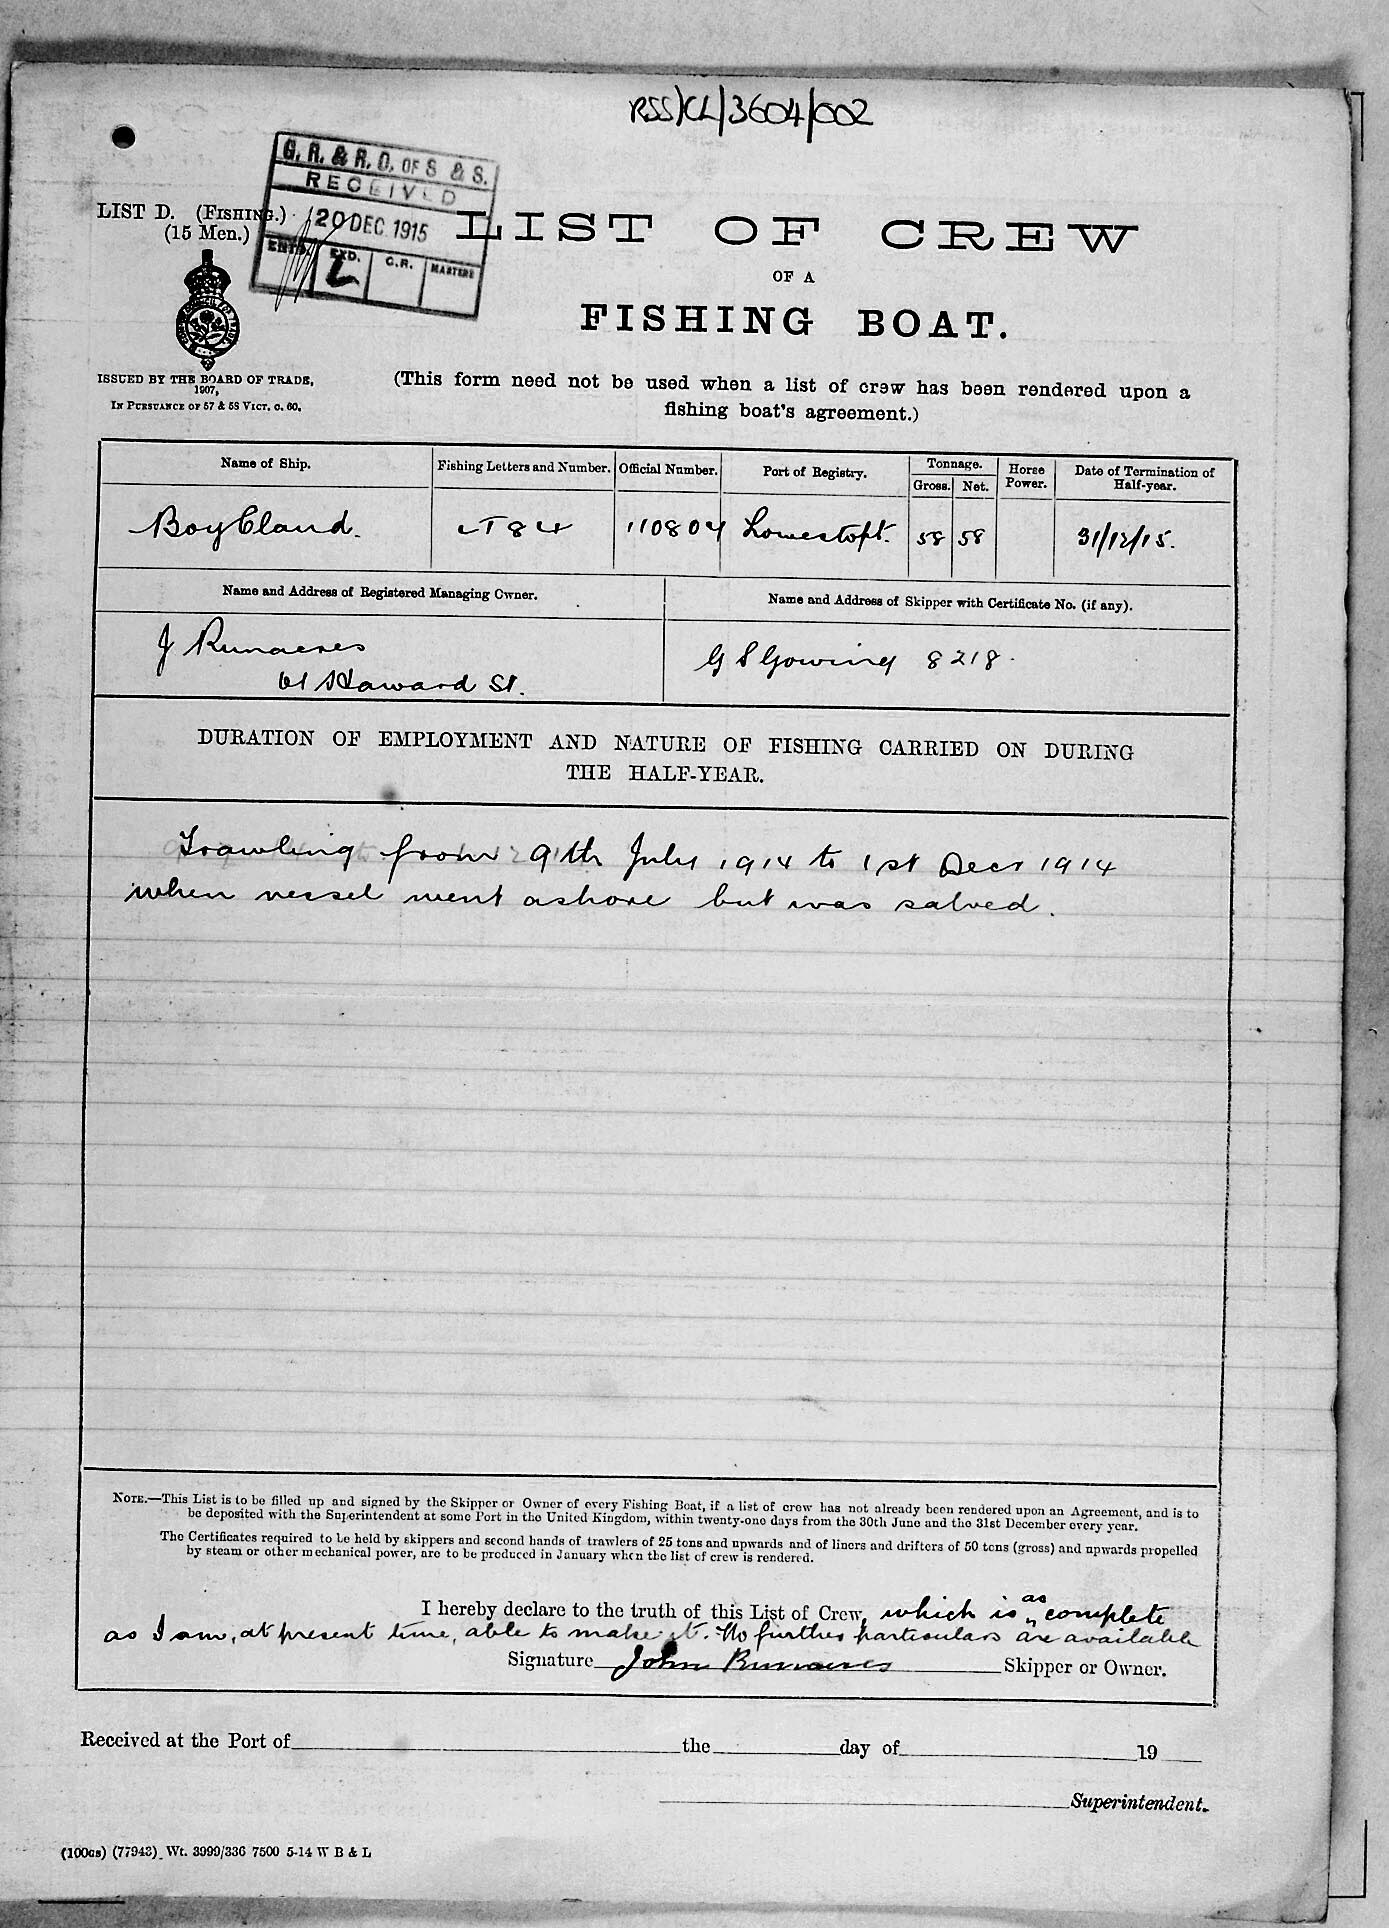 RSS/CL/3604/002
G. R. & R. D. OF S & S.
RECEIVED
20 DEC 1915
ENTD. EXD. C.R. MASTERS
LIST D. (FISHING.)
(15 Men.)
LIST OF CREW
OF A
FISHING BOAT.
ISSUED BY THE BOARD OF TRADE,
1907,
IN PURSUANCE OF 57 & 58 VICT. C. 60.
(This form need not be used when a list of crew has been rendered upon a
fishing boat's agreement.)
Name of Ship. Fishing Letters and Number. Official Number. Port of Registry. Tonnage. Horse Power. Date of Termination of Half-year.
Gross. Net.
Boy Claud. LT 84 110804 Lowestoft. 58 58 31/12/15.
Name and Address of Registered Managing Owner. Name and Address of Skipper with Certificate No. (if any).
J Runacres G S Gowing 8218.
St.
DURATION OF EMPLOYMENT AND NATURE OF FISHING CARRIED ON DURING
THE HALF-YEAR.
Trawling from 9th July 1914 to 1st Decr 1914
when vessel went ashore but was salved.
NOTE.—This List is to be filled up and signed by the Skipper or Owner of every Fishing Boat, if a list of crew has not already been rendered upon an Agreement, and is to
be deposited with the Superintendent at some Port in the United Kingdom, within twenty-one days from the 30th June and the 31st December every year.
The Certificates required to be held by skippers and second hands of trawlers of 25 tons and upwards and of liners and drifters of 50 tons (gross) and upwards propelled
by steam or other mechanical power, are to be produced in January when the list of crew is rendered.
I hereby declare to the truth of this List of Crew, which is as complete
as I am, at present time, able to make it. No further particulars are available
Signature John Runacres Skipper or Owner.
Received at the Port of the day of 19
Superintendent.
(100GS) (77943) Wt. 3999/336 7500 5-14 W B & L